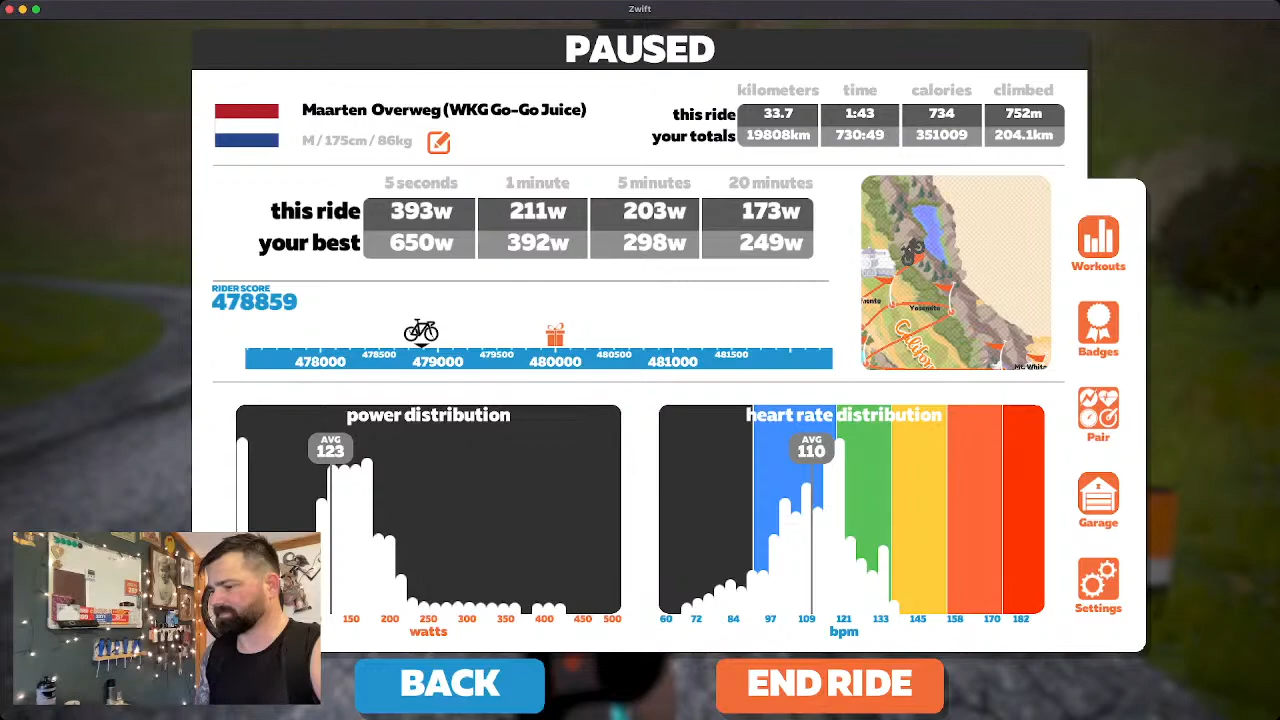 Zwift
PAUSED
kilometers time calories climbed
Maarten Overweg (WKG Go-Go Juice)
this ride 33.7 1:43 734 752m
M / 175cm / 86kg
your totals 19808km 730:49 351009 204.1km
5 seconds 1 minute 5 minutes 20 minutes
this ride 393w 211w 203w 173w
your best 650w 392w 298w 249w
Workouts
Badges
Pair
Garage
Settings
Yosemite
Califor
Mt. White
RIDER SCORE
478859
478000 478500 479000 479500 480000 480500 481000 481500
power distribution
AVG
123
150 200 250 300 350 400 450 500
watts
heart rate distribution
AVG
110
60 72 84 97 109 121 133 145 158 170 182
bpm
BACK
END RIDE